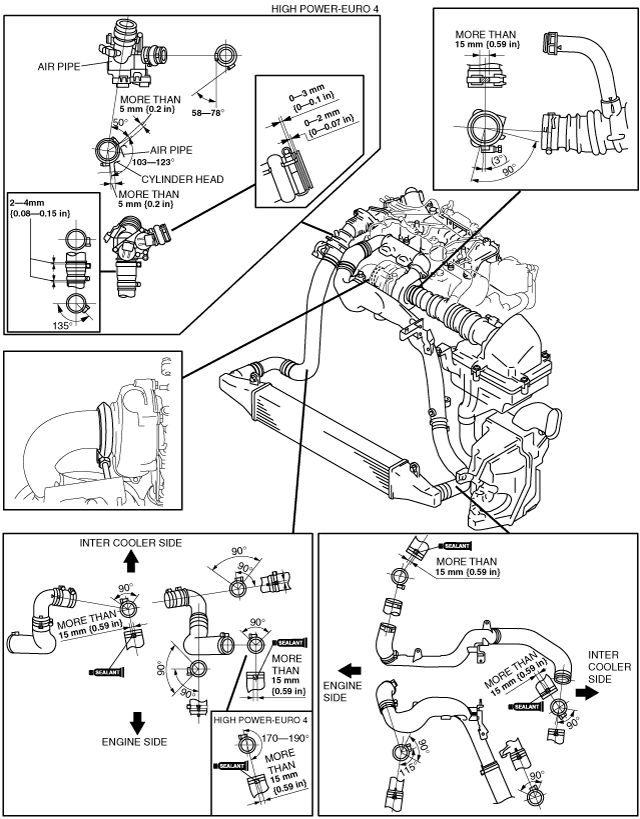 HIGH POWER-EURO 4
AIR PIPE
58—78°
MORE THAN
5 mm {0.2 in}
50°
AIR PIPE
103—123°
CYLINDER HEAD
MORE THAN
5 mm {0.2 in}
0—3 mm
{0—0.1 in}
0—2 mm
{0—0.07 in}
MORE THAN
15 mm {0.59 in}
(3°)
90°
2—4mm
{0.08—0.15 in}
135°
INTER COOLER SIDE
90°
90°
90°
MORE THAN
15 mm {0.59 in}
SEALANT
90°
90°
90°
SEALANT
MORE
THAN
15 mm
{0.59 in}
ENGINE SIDE
HIGH POWER-EURO 4
170—190°
SEALANT
MORE
THAN
15 mm
{0.59 in}
SEALANT
MORE THAN
15 mm {0.59 in}
INTER
COOLER
SIDE
ENGINE
SIDE
MORE THAN
15 mm {0.59 in}
SEALANT
90°
90°
115°
90°